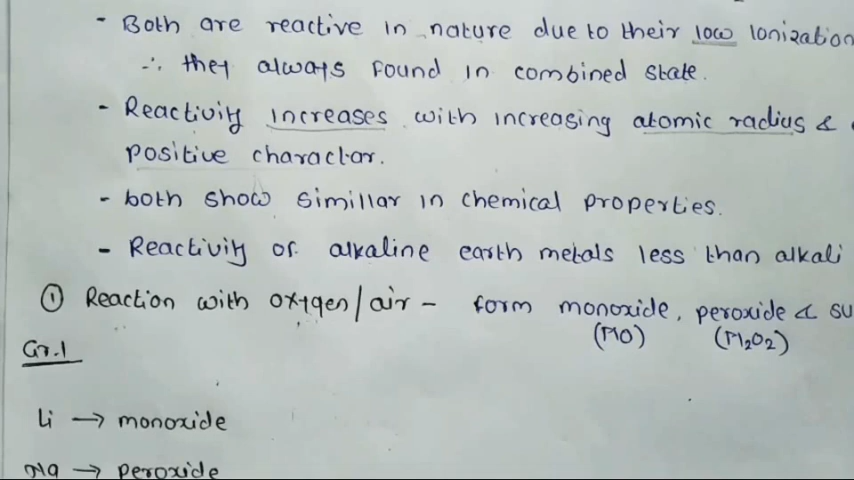 - Both are reactive in nature due to their low Ionization
∴ they always found in combined state.
- Reactivity increases with increasing atomic radius &
positive charactar.
- both show simillar in chemical properties.
- Reactivity of alkaline earth metals less than alkali
① Reaction with oxygen/air - form monoxide, peroxide & su
(MO) (M₂O₂)
Gr.1
Li → monoxide
Na → peroxide